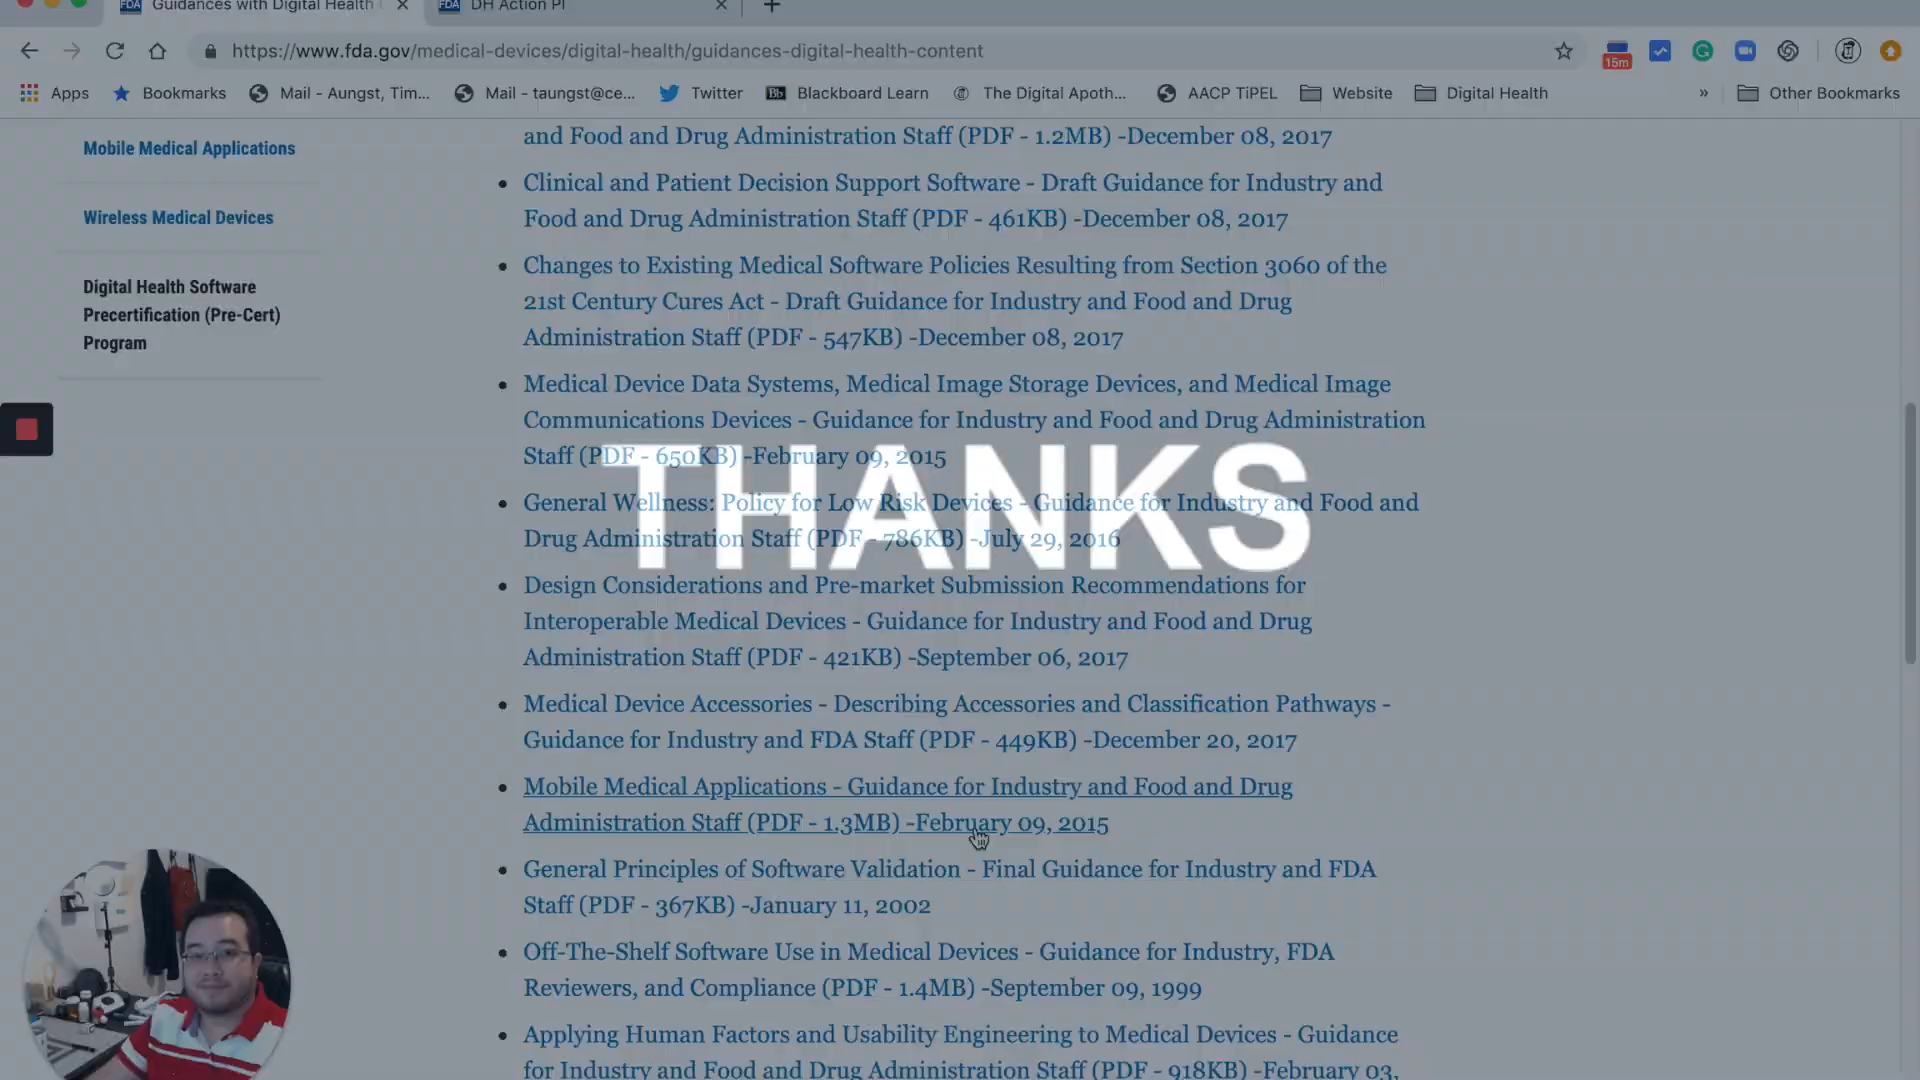 Guidances with Digital Health
DH Action Pl
https://www.fda.gov/medical-devices/digital-health/guidances-digital-health-content
15m
Apps
Bookmarks
Mail - Aungst, Tim...
Mail - taungst@ce...
Twitter
Bb
Blackboard Learn
The Digital Apoth...
AACP TiPEL
Website
Digital Health
»
Other Bookmarks
Mobile Medical Applications
Wireless Medical Devices
Digital Health Software
Precertification (Pre-Cert)
Program
and Food and Drug Administration Staff (PDF - 1.2MB) -December 08, 2017
Clinical and Patient Decision Support Software - Draft Guidance for Industry and
Food and Drug Administration Staff (PDF - 461KB) -December 08, 2017
Changes to Existing Medical Software Policies Resulting from Section 3060 of the
21st Century Cures Act - Draft Guidance for Industry and Food and Drug
Administration Staff (PDF - 547KB) -December 08, 2017
Medical Device Data Systems, Medical Image Storage Devices, and Medical Image
Communications Devices - Guidance for Industry and Food and Drug Administration
Staff (PDF - 650KB) -February 09, 2015
THANKS
General Wellness: Policy for Low Risk Devices - Guidance for Industry and Food and
Drug Administration Staff (PDF - 786KB) -July 29, 2016
Design Considerations and Pre-market Submission Recommendations for
Interoperable Medical Devices - Guidance for Industry and Food and Drug
Administration Staff (PDF - 421KB) -September 06, 2017
Medical Device Accessories - Describing Accessories and Classification Pathways -
Guidance for Industry and FDA Staff (PDF - 449KB) -December 20, 2017
Mobile Medical Applications - Guidance for Industry and Food and Drug
Administration Staff (PDF - 1.3MB) -February 09, 2015
General Principles of Software Validation - Final Guidance for Industry and FDA
Staff (PDF - 367KB) -January 11, 2002
Off-The-Shelf Software Use in Medical Devices - Guidance for Industry, FDA
Reviewers, and Compliance (PDF - 1.4MB) -September 09, 1999
Applying Human Factors and Usability Engineering to Medical Devices - Guidance
for Industry and Food and Drug Administration Staff (PDF - 918KB) -February 03,